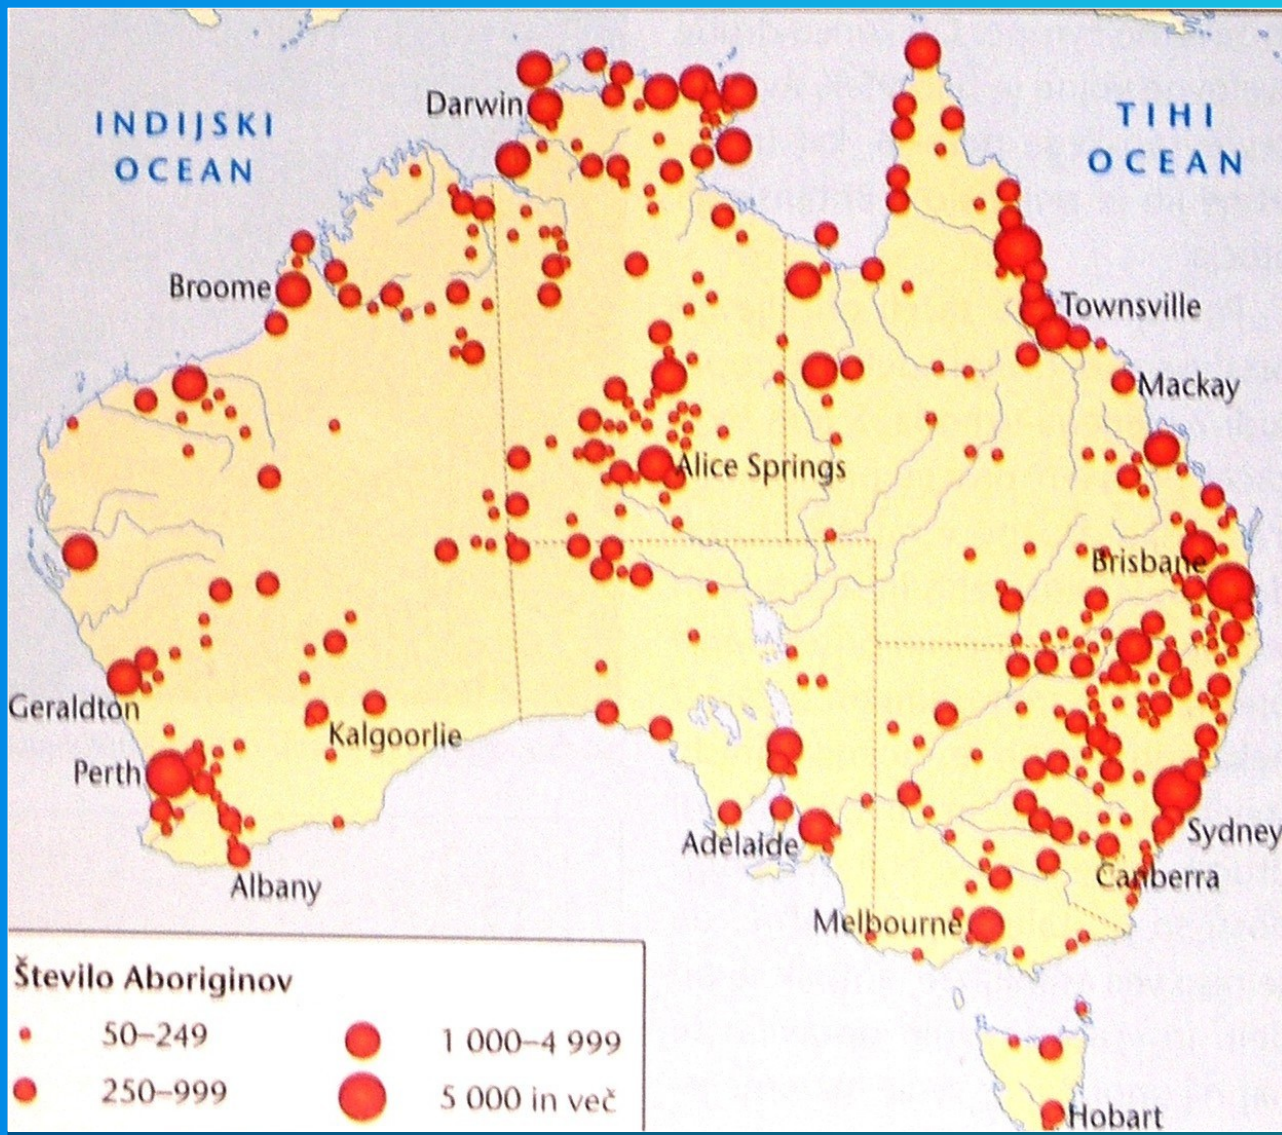 INDIJSKI
OCEAN
TIHI
OCEAN
Darwin
Broome
Townsville
Mackay
Alice Springs
Brisbane
Geraldton
Kalgoorlie
Perth
Albany
Adelaide
Sydney
Canberra
Melbourne
Hobart
Število Aboriginov
50–249
250–999
1 000–4 999
5 000 in več